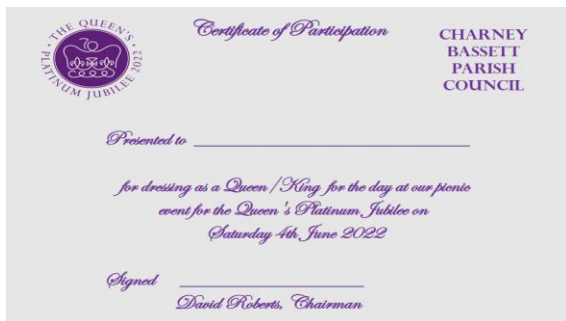 THE QUEEN'S
PLATINUM JUBILEE 2022
70
Certificate of Participation
CHARNEY
BASSETT
PARISH
COUNCIL
Presented to
for dressing as a Queen/King for the day at our picnic
event for the Queen's Platinum Jubilee on
Saturday 4th June 2022
Signed
David Roberts, Chairman